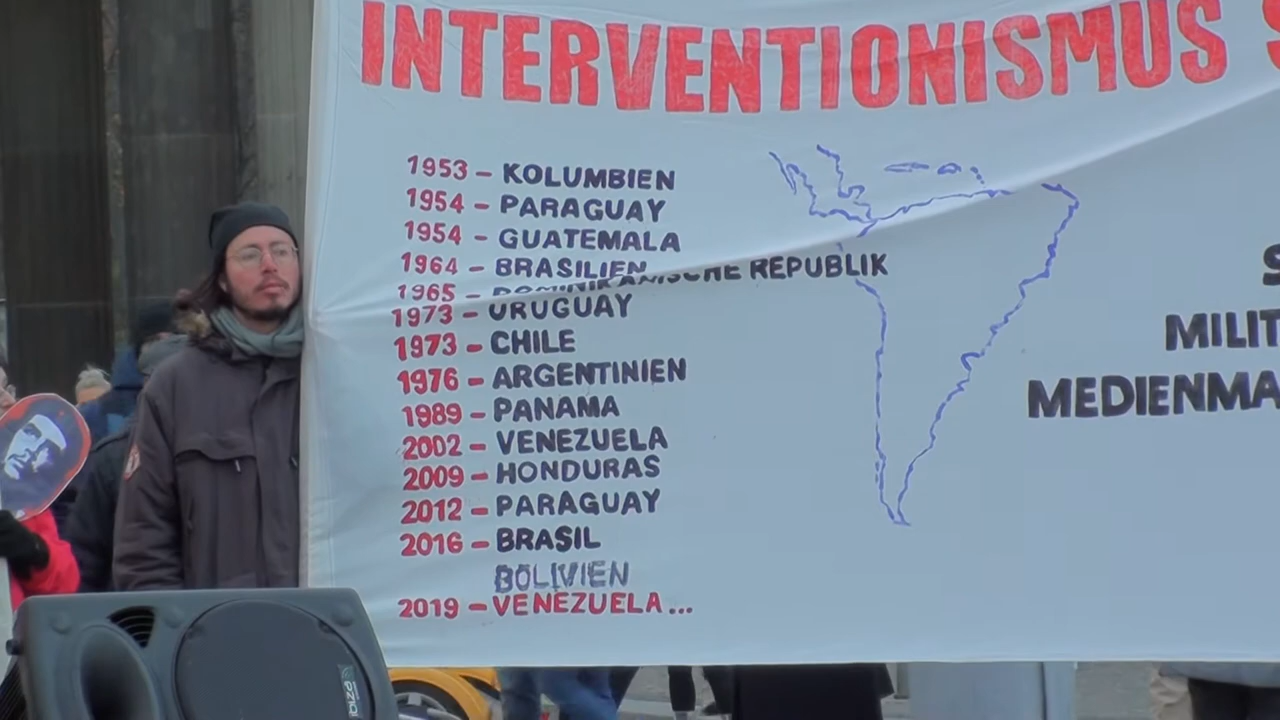 INTERVENTIONISMUS S
1953 – KOLUMBIEN
1954 – PARAGUAY
1954 – GUATEMALA
1964 – BRASILIEN
1965 – DOMINIKANISCHE REPUBLIK
1973 – URUGUAY
1973 – CHILE
1976 – ARGENTINIEN
1989 – PANAMA
2002 – VENEZUELA
2009 – HONDURAS
2012 – PARAGUAY
2016 – BRASIL
BOLIVIEN
2019 – VENEZUELA...
S
MILIT
MEDIENMA